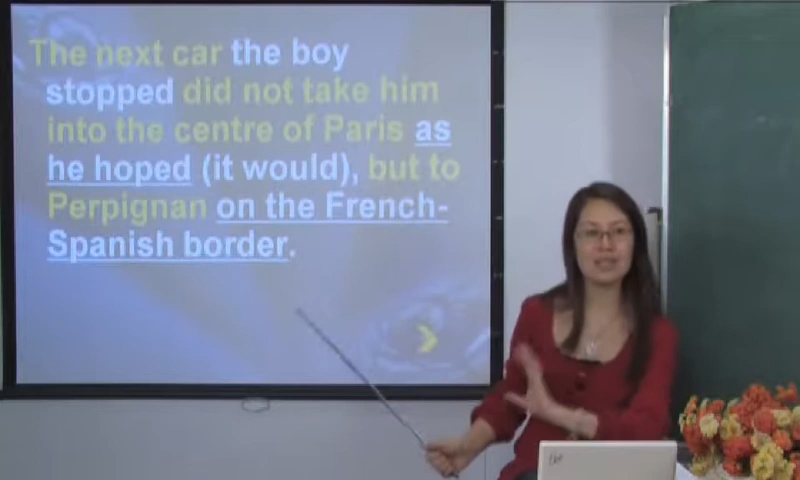 The next car the boy
stopped did not take him
into the centre of Paris as
he hoped (it would), but to
Perpignan on the French-
Spanish border.